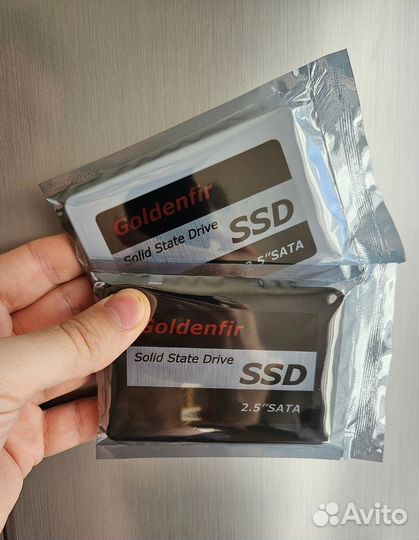 Goldenfir
Solid State Drive
SSD
2.5"SATA
Goldenfir
Solid State Drive
SSD
2.5"SATA
Avito